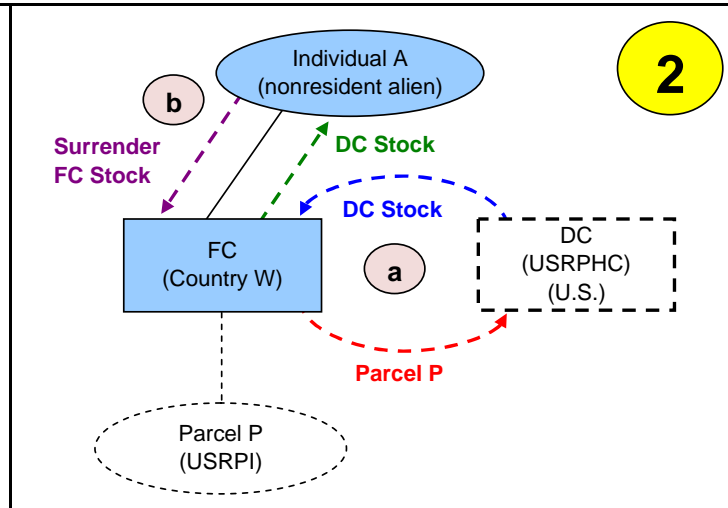 Individual A
(nonresident alien)
2
b
Surrender
FC Stock
DC Stock
DC Stock
FC
(Country W)
a
DC
(USRPHC)
(U.S.)
Parcel P
Parcel P
(USRPI)